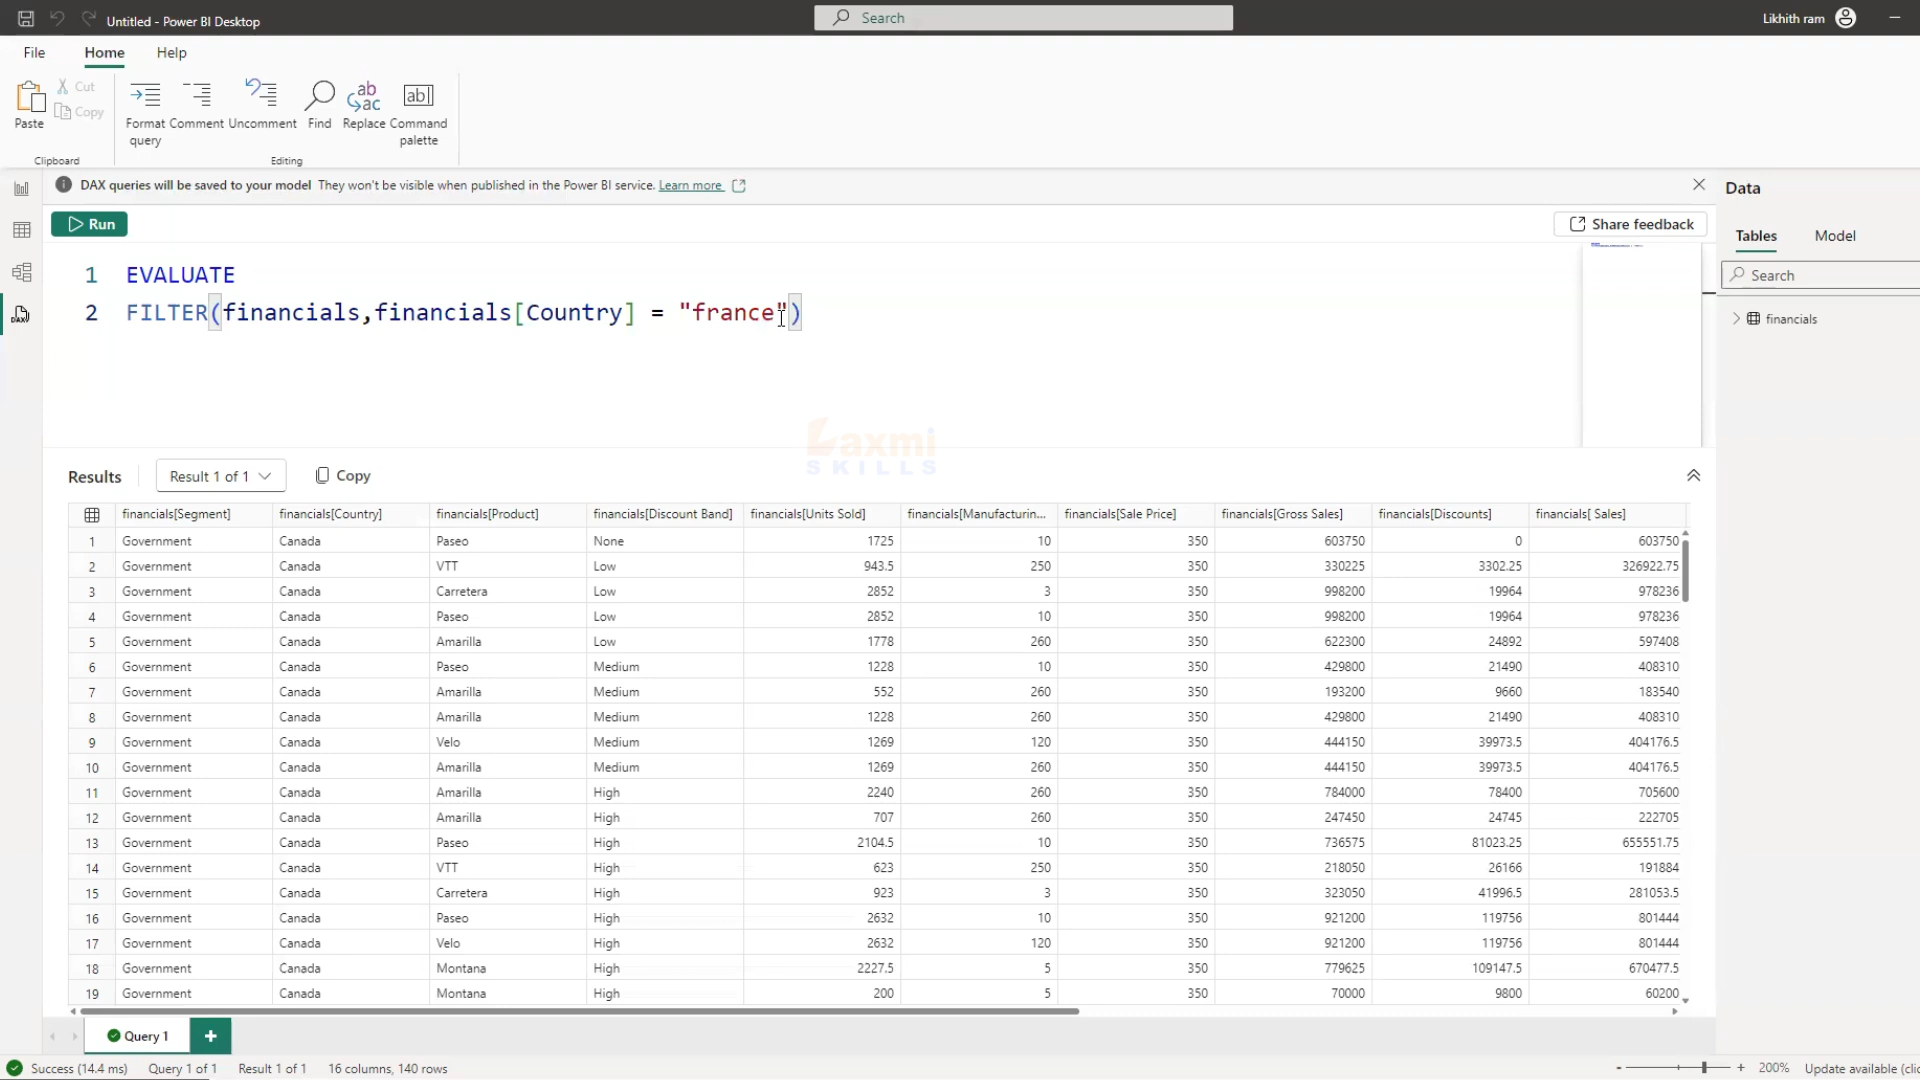 Untitled - Power BI Desktop
Search
Likhith ram
File
Home
Help
Paste
Cut
Copy
Format query
Comment
Uncomment
Find
Replace
Command palette
Clipboard
Editing
DAX queries will be saved to your model They won't be visible when published in the Power BI service. Learn more
Run
Share feedback
1 EVALUATE
2 FILTER(financials,financials[Country] = "france")
Laxmi
SKILLS
Data
Tables
Model
Search
financials
Results
Result 1 of 1
Copy
financials[Segment] financials[Country] financials[Product] financials[Discount Band] financials[Units Sold] financials[Manufacturin... financials[Sale Price] financials[Gross Sales] financials[Discounts] financials[ Sales]
1 Government Canada Paseo None 1725 10 350 603750 0 603750
2 Government Canada VTT Low 943.5 250 350 330225 3302.25 326922.75
3 Government Canada Carretera Low 2852 3 350 998200 19964 978236
4 Government Canada Paseo Low 2852 10 350 998200 19964 978236
5 Government Canada Amarilla Low 1778 260 350 622300 24892 597408
6 Government Canada Paseo Medium 1228 10 350 429800 21490 408310
7 Government Canada Amarilla Medium 552 260 350 193200 9660 183540
8 Government Canada Amarilla Medium 1228 260 350 429800 21490 408310
9 Government Canada Velo Medium 1269 120 350 444150 39973.5 404176.5
10 Government Canada Amarilla Medium 1269 260 350 444150 39973.5 404176.5
11 Government Canada Amarilla High 2240 260 350 784000 78400 705600
12 Government Canada Amarilla High 707 260 350 247450 24745 222705
13 Government Canada Paseo High 2104.5 10 350 736575 81023.25 655551.75
14 Government Canada VTT High 623 250 350 218050 26166 191884
15 Government Canada Carretera High 923 3 350 323050 41996.5 281053.5
16 Government Canada Paseo High 2632 10 350 921200 119756 801444
17 Government Canada Velo High 2632 120 350 921200 119756 801444
18 Government Canada Montana High 2227.5 5 350 779625 109147.5 670477.5
19 Government Canada Montana High 200 5 350 70000 9800 60200
Query 1
Success (14.4 ms) Query 1 of 1 Result 1 of 1 16 columns, 140 rows
200%
Update available (clic